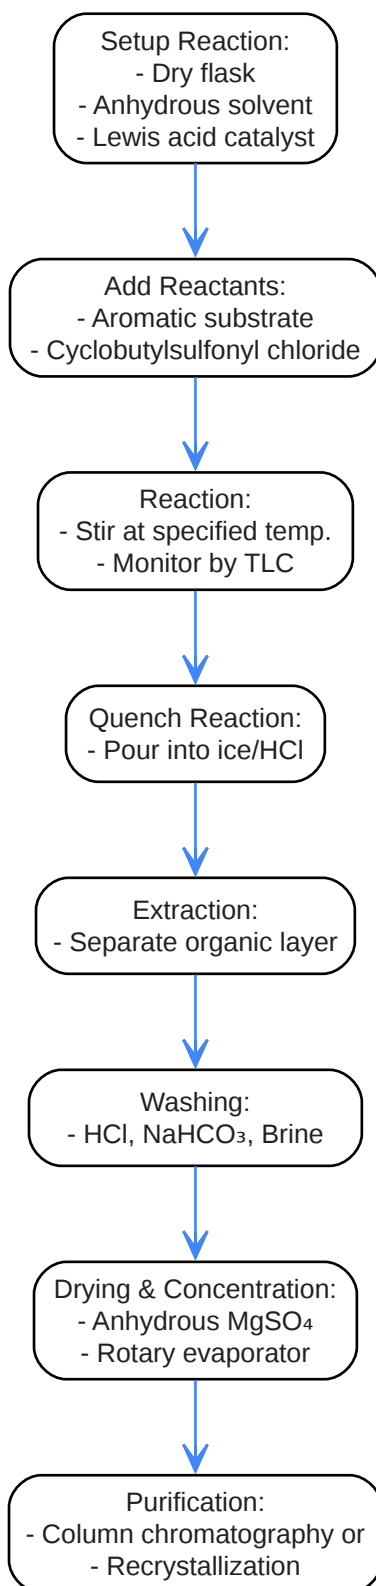 Setup Reaction:
- Dry flask
- Anhydrous solvent
- Lewis acid catalyst
Add Reactants:
- Aromatic substrate
- Cyclobutylsulfonyl chloride
Reaction:
- Stir at specified temp.
- Monitor by TLC
Quench Reaction:
- Pour into ice/HCl
Extraction:
- Separate organic layer
Washing:
- HCl, NaHCO₃, Brine
Drying & Concentration:
- Anhydrous MgSO₄
- Rotary evaporator
Purification:
- Column chromatography or
- Recrystallization